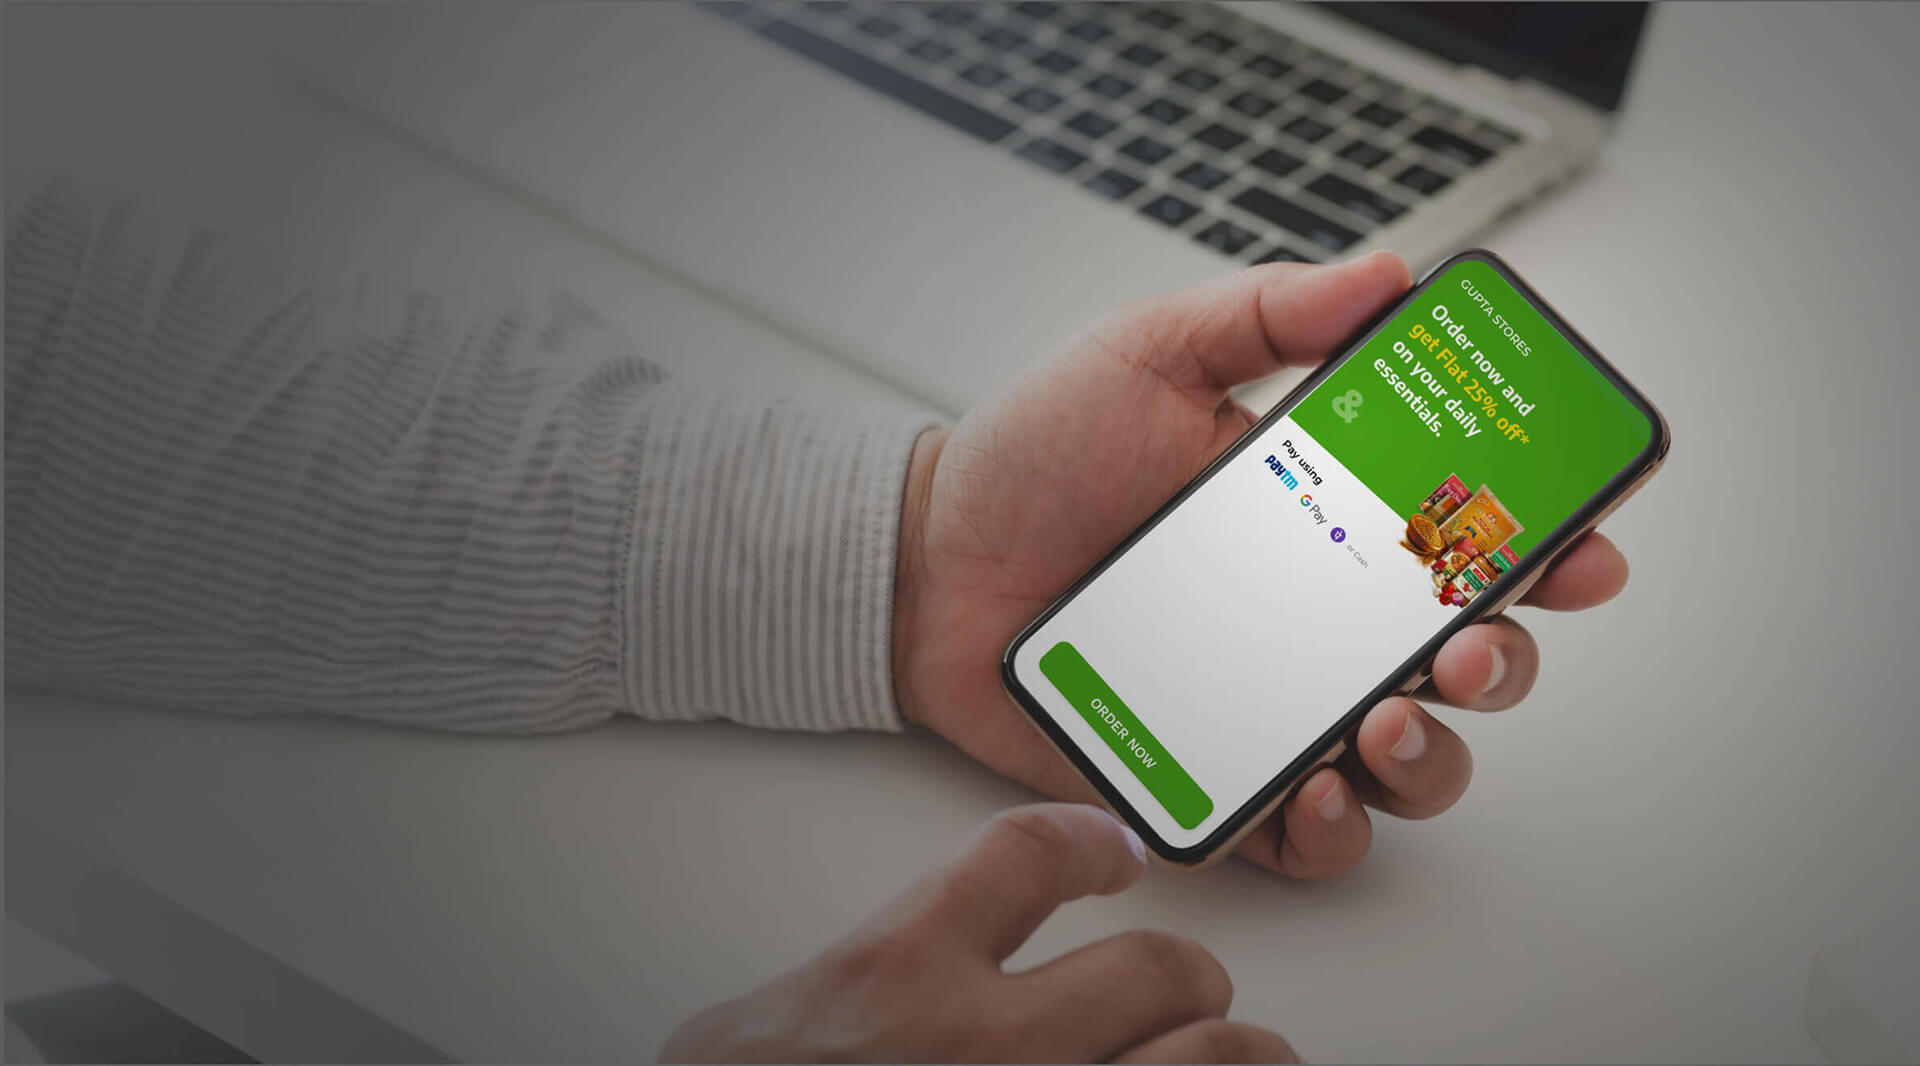 GUPTA STORES
Order now and
get Flat 25% off*
on your daily
essentials.
&
Pay using
paytm
G Pay
or Cash
ORDER NOW